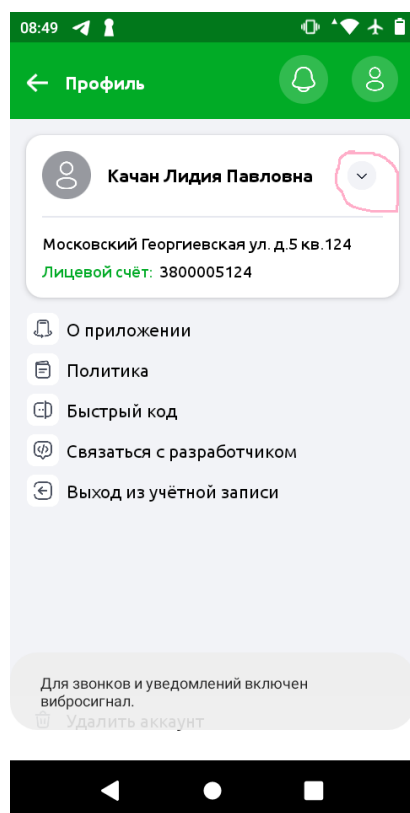 08:49
Профиль
Качан Лидия Павловна
Московский Георгиевская ул. д.5 кв.124
Лицевой счёт: 3800005124
О приложении
Политика
Быстрый код
Связаться с разработчиком
Выход из учётной записи
Для звонков и уведомлений включен
вибросигнал.
Удалить аккаунт